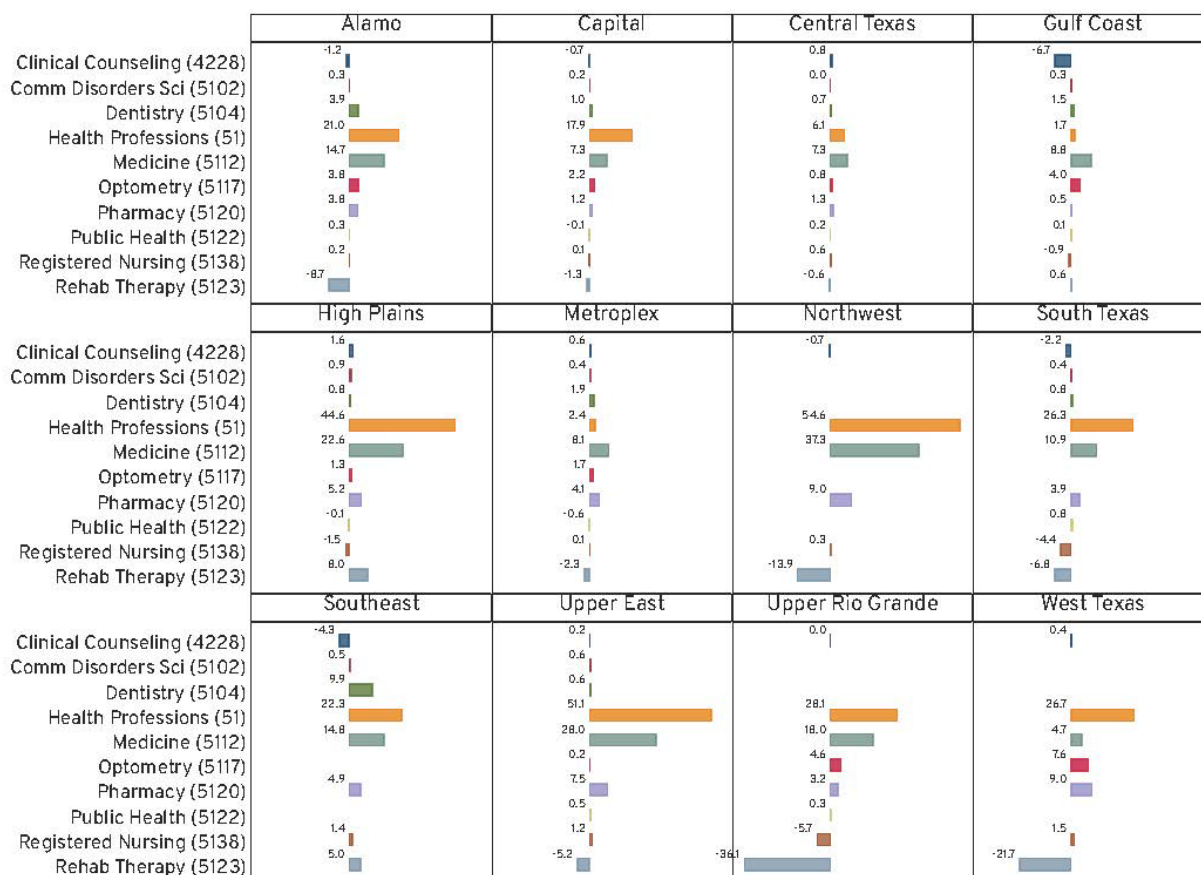 Alamo Capital Central Texas Gulf Coast
-1.2 -0.7 0.8 -6.7
Clinical Counseling (4228)
0.3 0.2 0.0 0.3
Comm Disorders Sci (5102)
3.9 1.0 0.7 1.5
Dentistry (5104)
21.0 17.9 6.1 1.7
Health Professions (51)
14.7 7.3 7.3 8.8
Medicine (5112)
3.8 2.2 0.8 4.0
Optometry (5117)
3.8 1.2 1.3 0.5
Pharmacy (5120)
0.3 -0.1 0.2 0.1
Public Health (5122)
0.2 0.1 0.6 -0.9
Registered Nursing (5138)
-8.7 -1.3 -0.6 0.6
Rehab Therapy (5123)
High Plains Metroplex Northwest South Texas
1.6 0.6 -0.7 -2.2
Clinical Counseling (4228)
0.9 0.4 0.4
Comm Disorders Sci (5102)
0.8 1.9 0.8
Dentistry (5104)
44.6 2.4 54.6 26.3
Health Professions (51)
22.6 8.1 37.3 10.9
Medicine (5112)
1.3 1.7
Optometry (5117)
5.2 4.1 9.0 3.9
Pharmacy (5120)
-0.1 -0.6 0.8
Public Health (5122)
-1.5 0.1 0.3 -4.4
Registered Nursing (5138)
8.0 -2.3 -13.9 -6.8
Rehab Therapy (5123)
Southeast Upper East Upper Rio Grande West Texas
-4.3 0.2 0.0 0.4
Clinical Counseling (4228)
0.5 0.6
Comm Disorders Sci (5102)
9.9 0.6
Dentistry (5104)
22.3 51.1 28.1 26.7
Health Professions (51)
14.8 28.0 18.0 4.7
Medicine (5112)
0.2 4.6 7.6
Optometry (5117)
4.9 7.5 3.2 9.0
Pharmacy (5120)
0.5 0.3
Public Health (5122)
1.4 1.2 -5.7 1.5
Registered Nursing (5138)
5.0 -5.2 -36.1 -21.7
Rehab Therapy (5123)